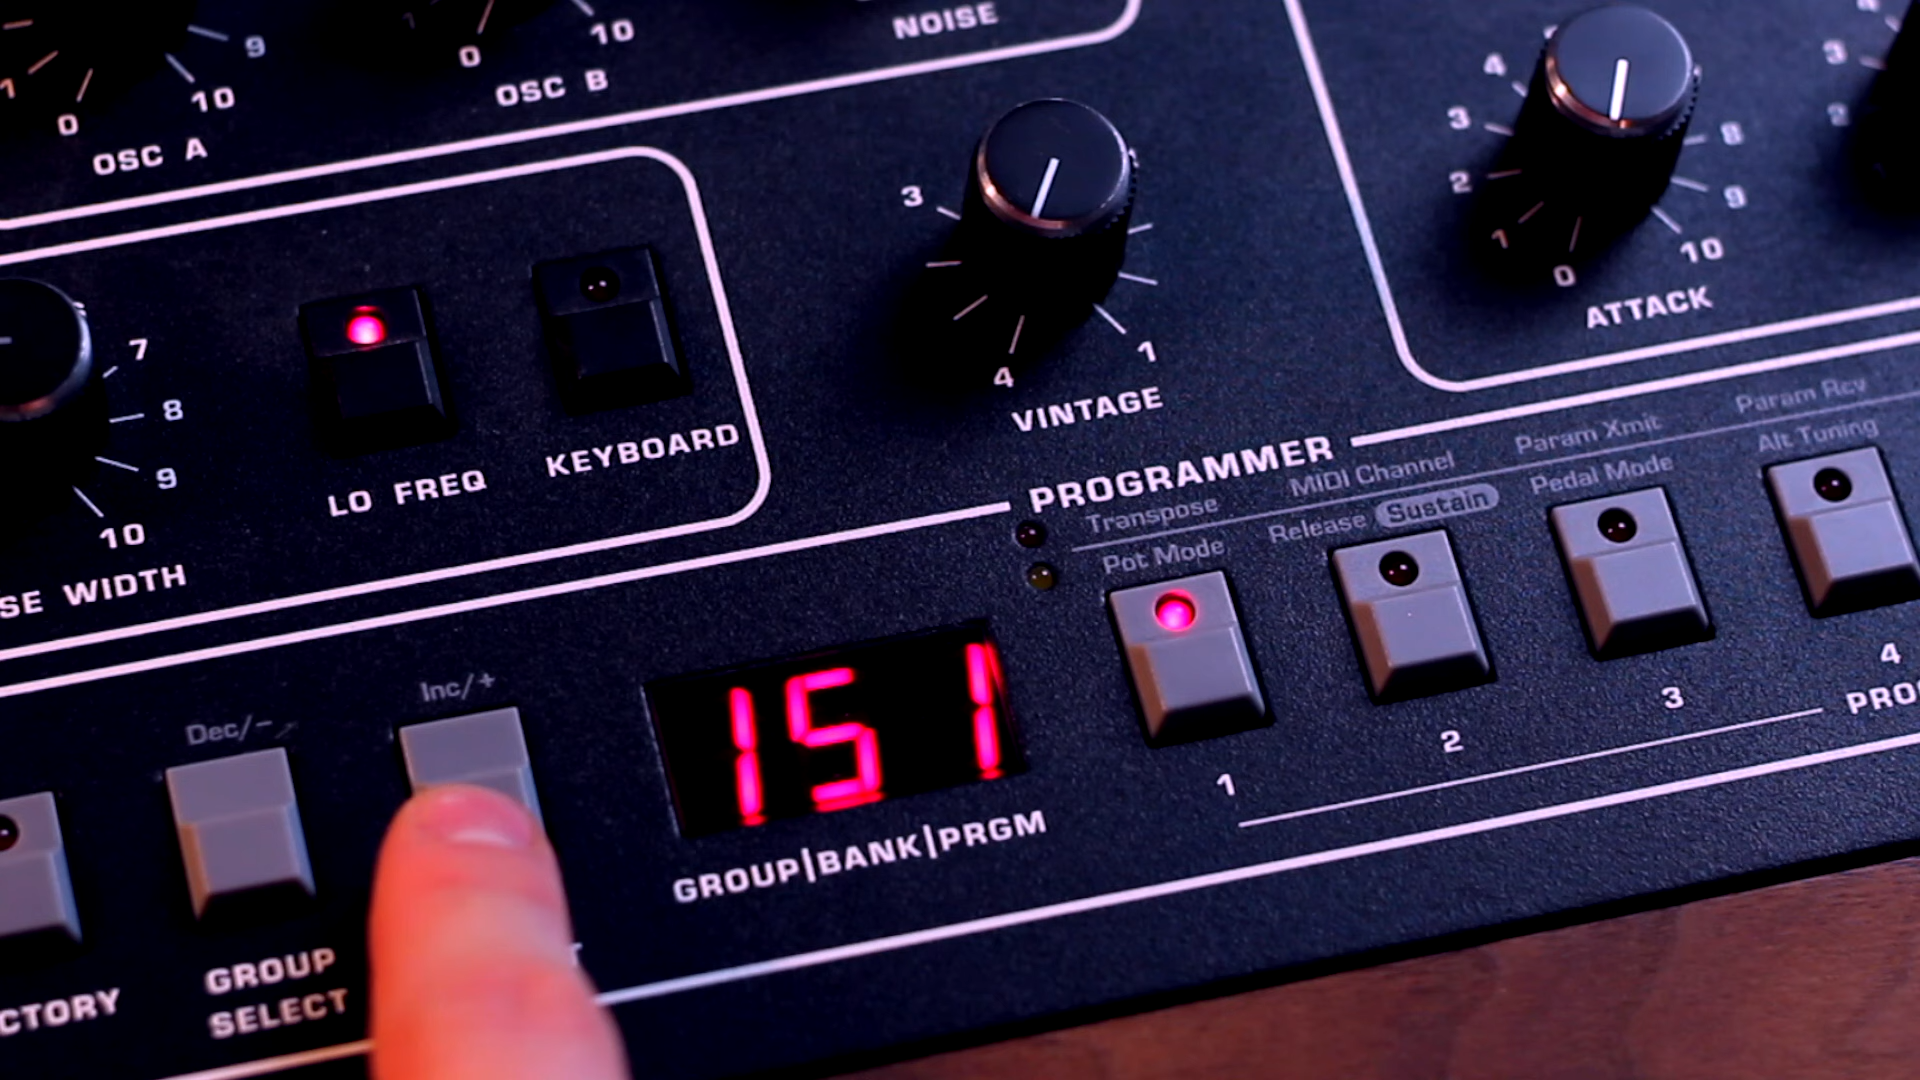 NOISE
9
10
0
OSC B
1
0
10
OSC A
4
3
2
1
0
8
9
10
ATTACK
3
2
3
4
1
VINTAGE
7
8
9
10
SE WIDTH
LO FREQ
KEYBOARD
PROGRAMMER
Transpose
MIDI Channel
Param Xmit
Param Rcv
Pot Mode
Release Sustain
Pedal Mode
Alt Tuning
Dec/-
Inc/+
151
GROUP|BANK|PRGM
1
2
3
4
PROG
CTORY
GROUP
SELECT